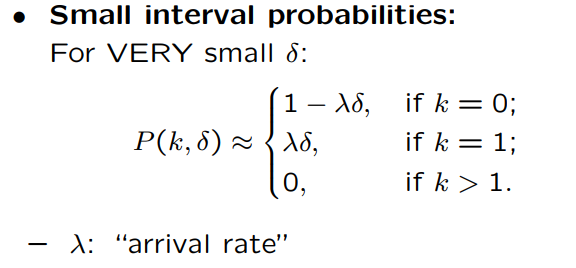 • Small interval probabilities:
For VERY small δ:
1 − λδ, if k = 0;
P(k, δ) ≈ { λδ, if k = 1;
0, if k > 1.
− λ: “arrival rate”